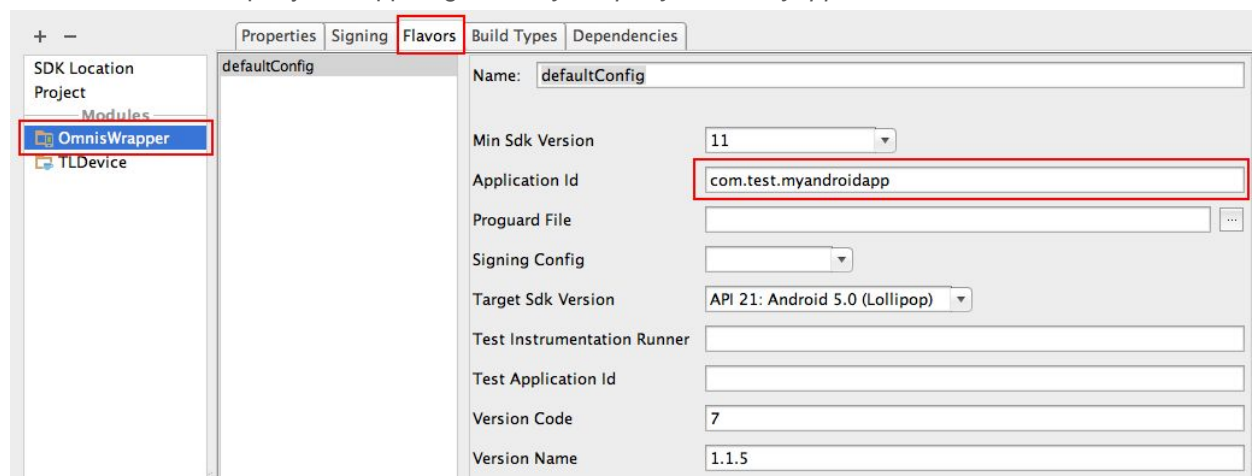 + −
Properties Signing Flavors Build Types Dependencies
SDK Location
Project
Modules
OmnisWrapper
TLDevice
defaultConfig
Name: defaultConfig
Min Sdk Version 11
Application Id com.test.myandroidapp
Proguard File ...
Signing Config
Target Sdk Version API 21: Android 5.0 (Lollipop)
Test Instrumentation Runner
Test Application Id
Version Code 7
Version Name 1.1.5